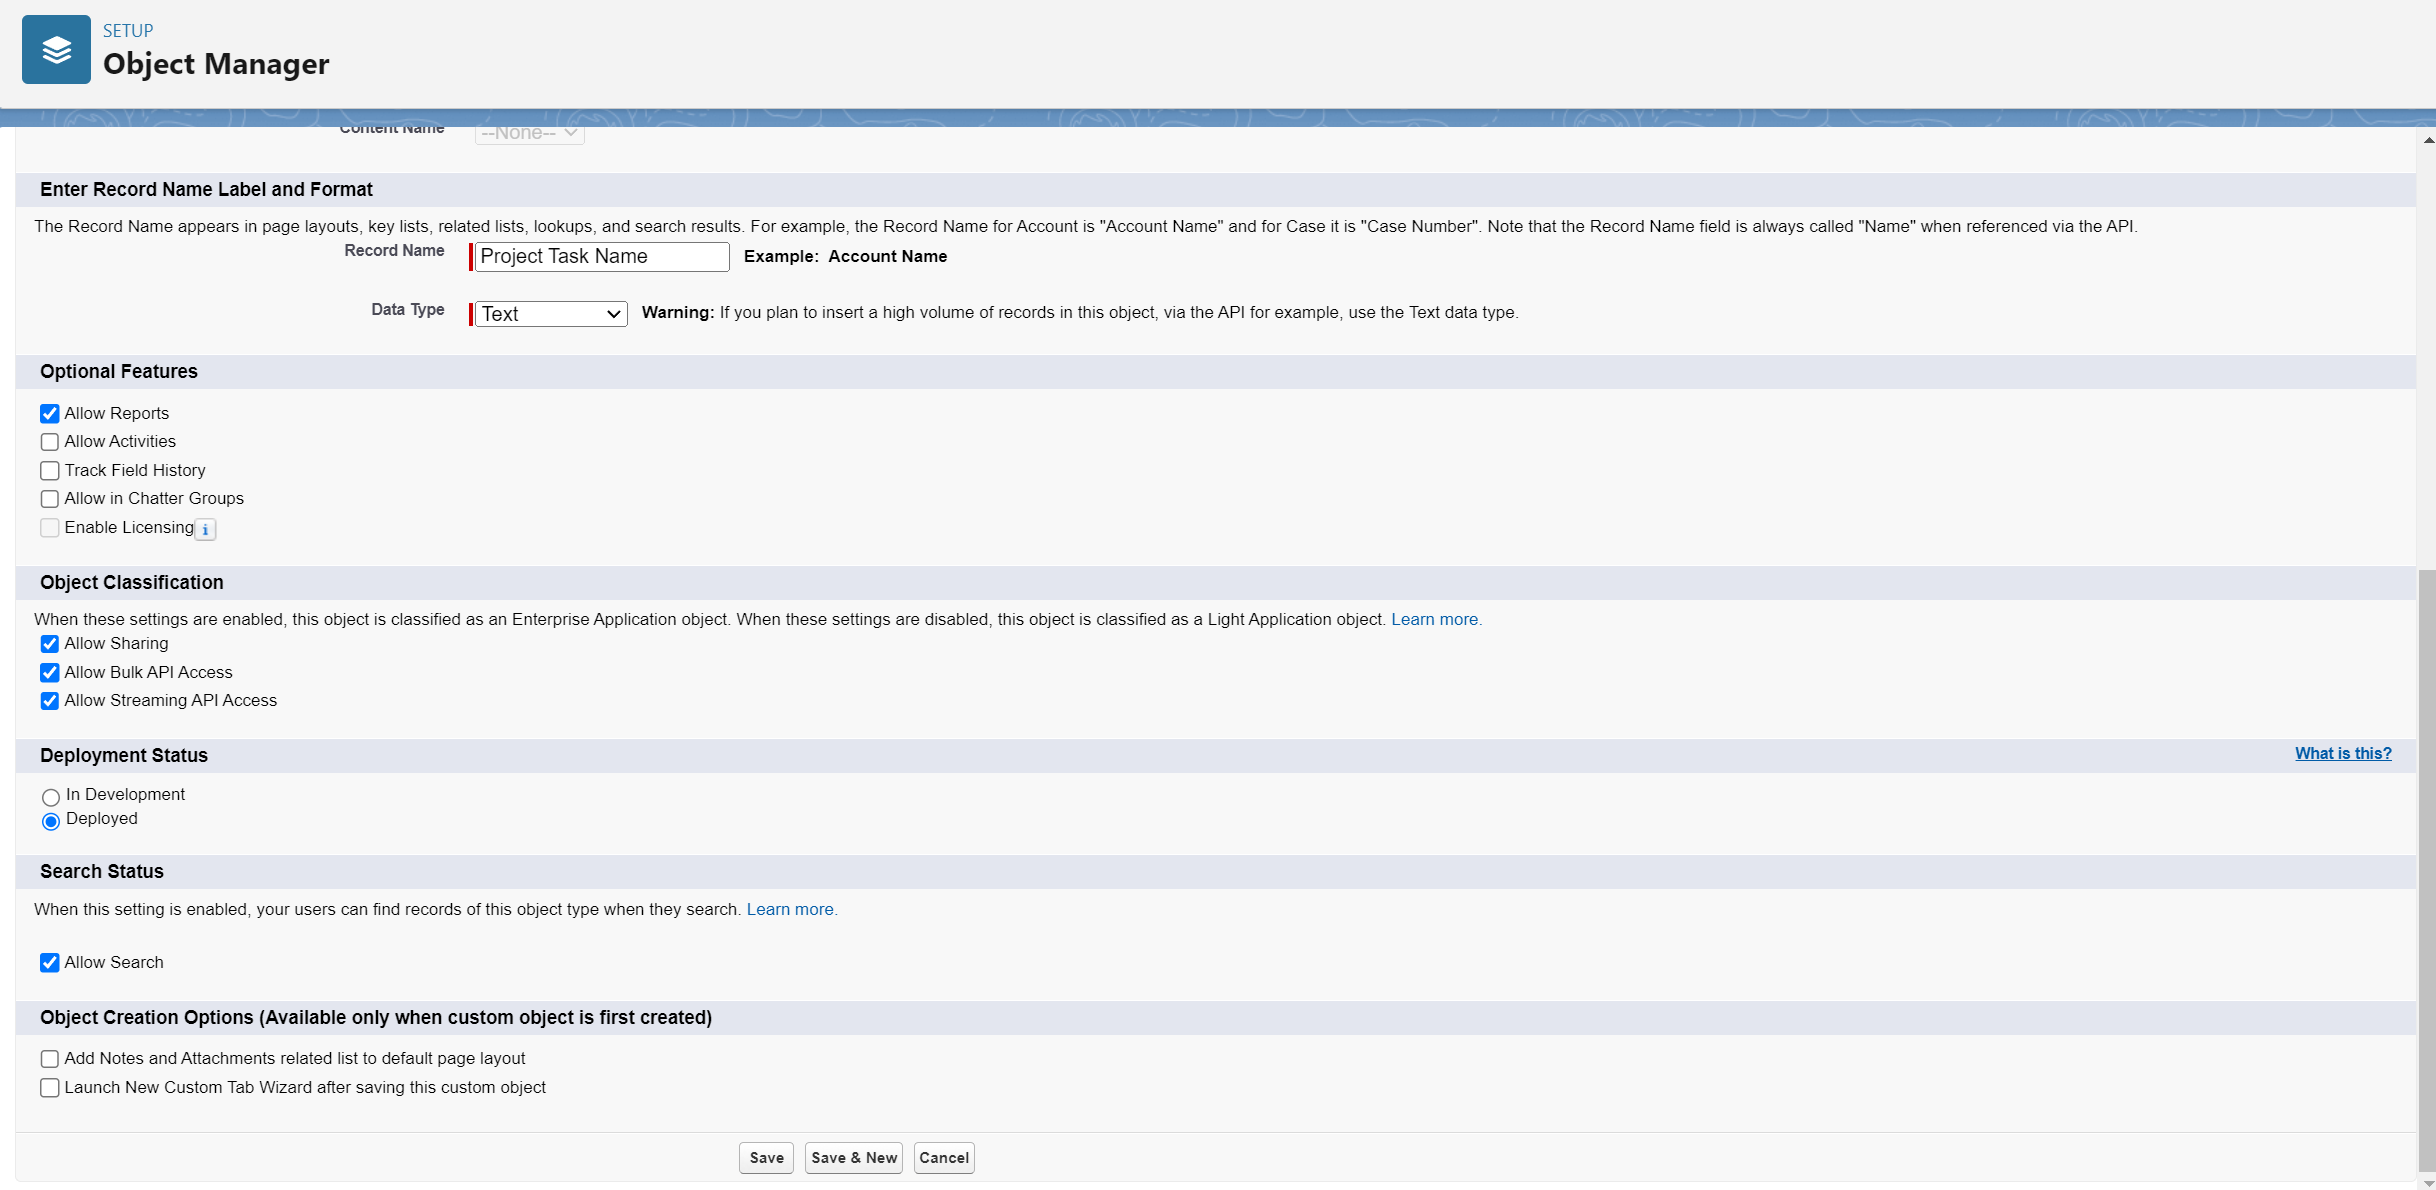 SETUP
Object Manager
Content Name --None--
Enter Record Name Label and Format
The Record Name appears in page layouts, key lists, related lists, lookups, and search results. For example, the Record Name for Account is "Account Name" and for Case it is "Case Number". Note that the Record Name field is always called "Name" when referenced via the API.
Record Name Project Task Name Example: Account Name
Data Type Text Warning: If you plan to insert a high volume of records in this object, via the API for example, use the Text data type.
Optional Features
Allow Reports
Allow Activities
Track Field History
Allow in Chatter Groups
Enable Licensing i
Object Classification
When these settings are enabled, this object is classified as an Enterprise Application object. When these settings are disabled, this object is classified as a Light Application object. Learn more.
Allow Sharing
Allow Bulk API Access
Allow Streaming API Access
Deployment Status What is this?
In Development
Deployed
Search Status
When this setting is enabled, your users can find records of this object type when they search. Learn more.
Allow Search
Object Creation Options (Available only when custom object is first created)
Add Notes and Attachments related list to default page layout
Launch New Custom Tab Wizard after saving this custom object
Save Save & New Cancel